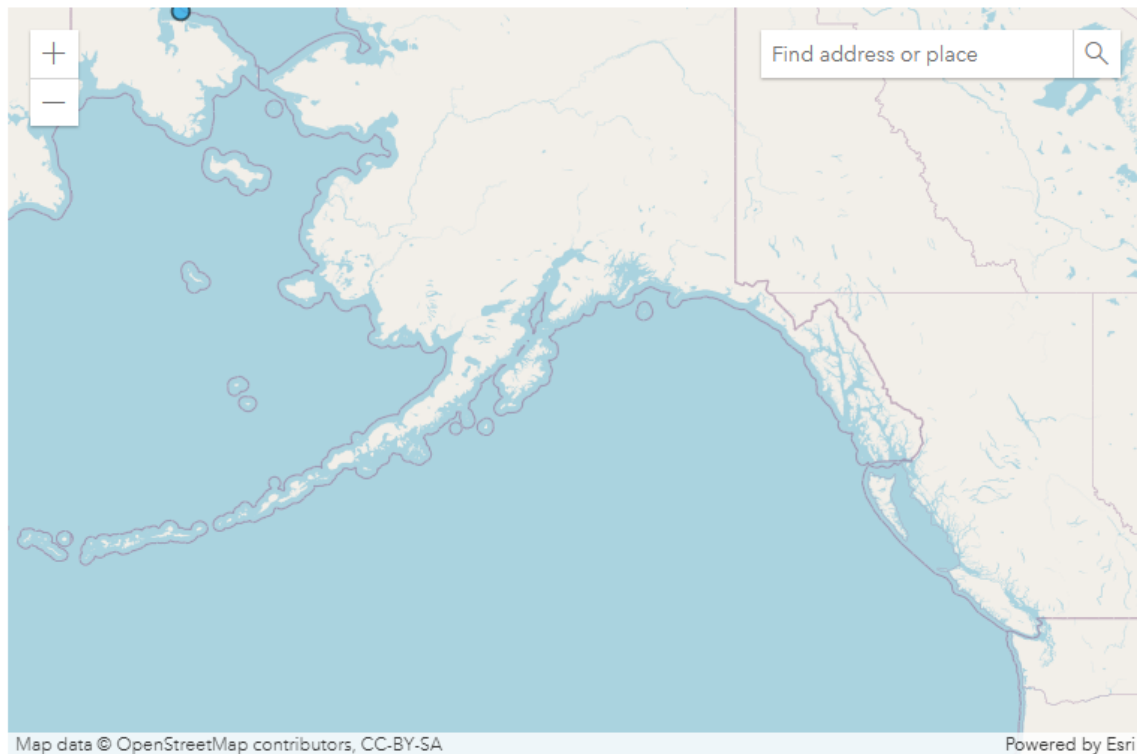 +
Find address or place
−
Map data © OpenStreetMap contributors, CC-BY-SA
Powered by Esri